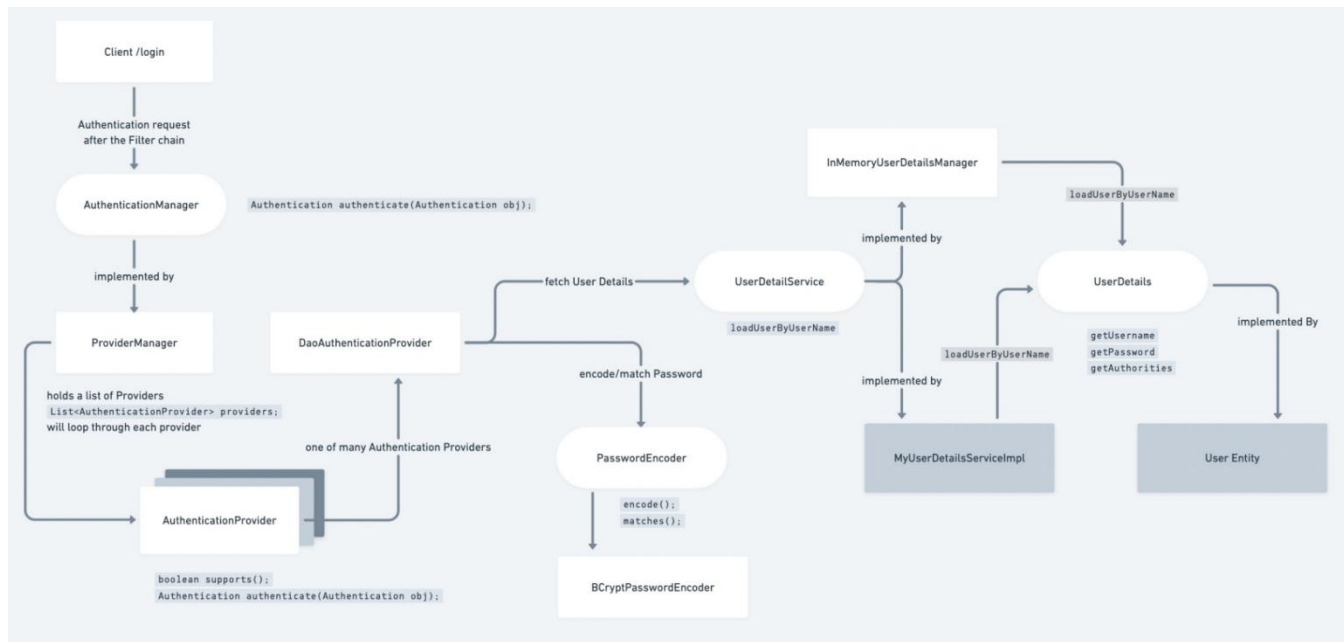 Client /login
Authentication request
after the Filter chain
AuthenticationManager
Authentication authenticate(Authentication obj);
implemented by
ProviderManager
holds a list of Providers
List<AuthenticationProvider> providers;
will loop through each provider
AuthenticationProvider
boolean supports();
Authentication authenticate(Authentication obj);
one of many Authentication Providers
DaoAuthenticationProvider
fetch User Details
encode/match Password
PasswordEncoder
encode();
matches();
BCryptPasswordEncoder
UserDetailService
loadUserByUserName
implemented by
InMemoryUserDetailsManager
loadUserByUserName
implemented by
MyUserDetailsServiceImpl
loadUserByUserName
UserDetails
getUsername
getPassword
getAuthorities
implemented By
User Entity